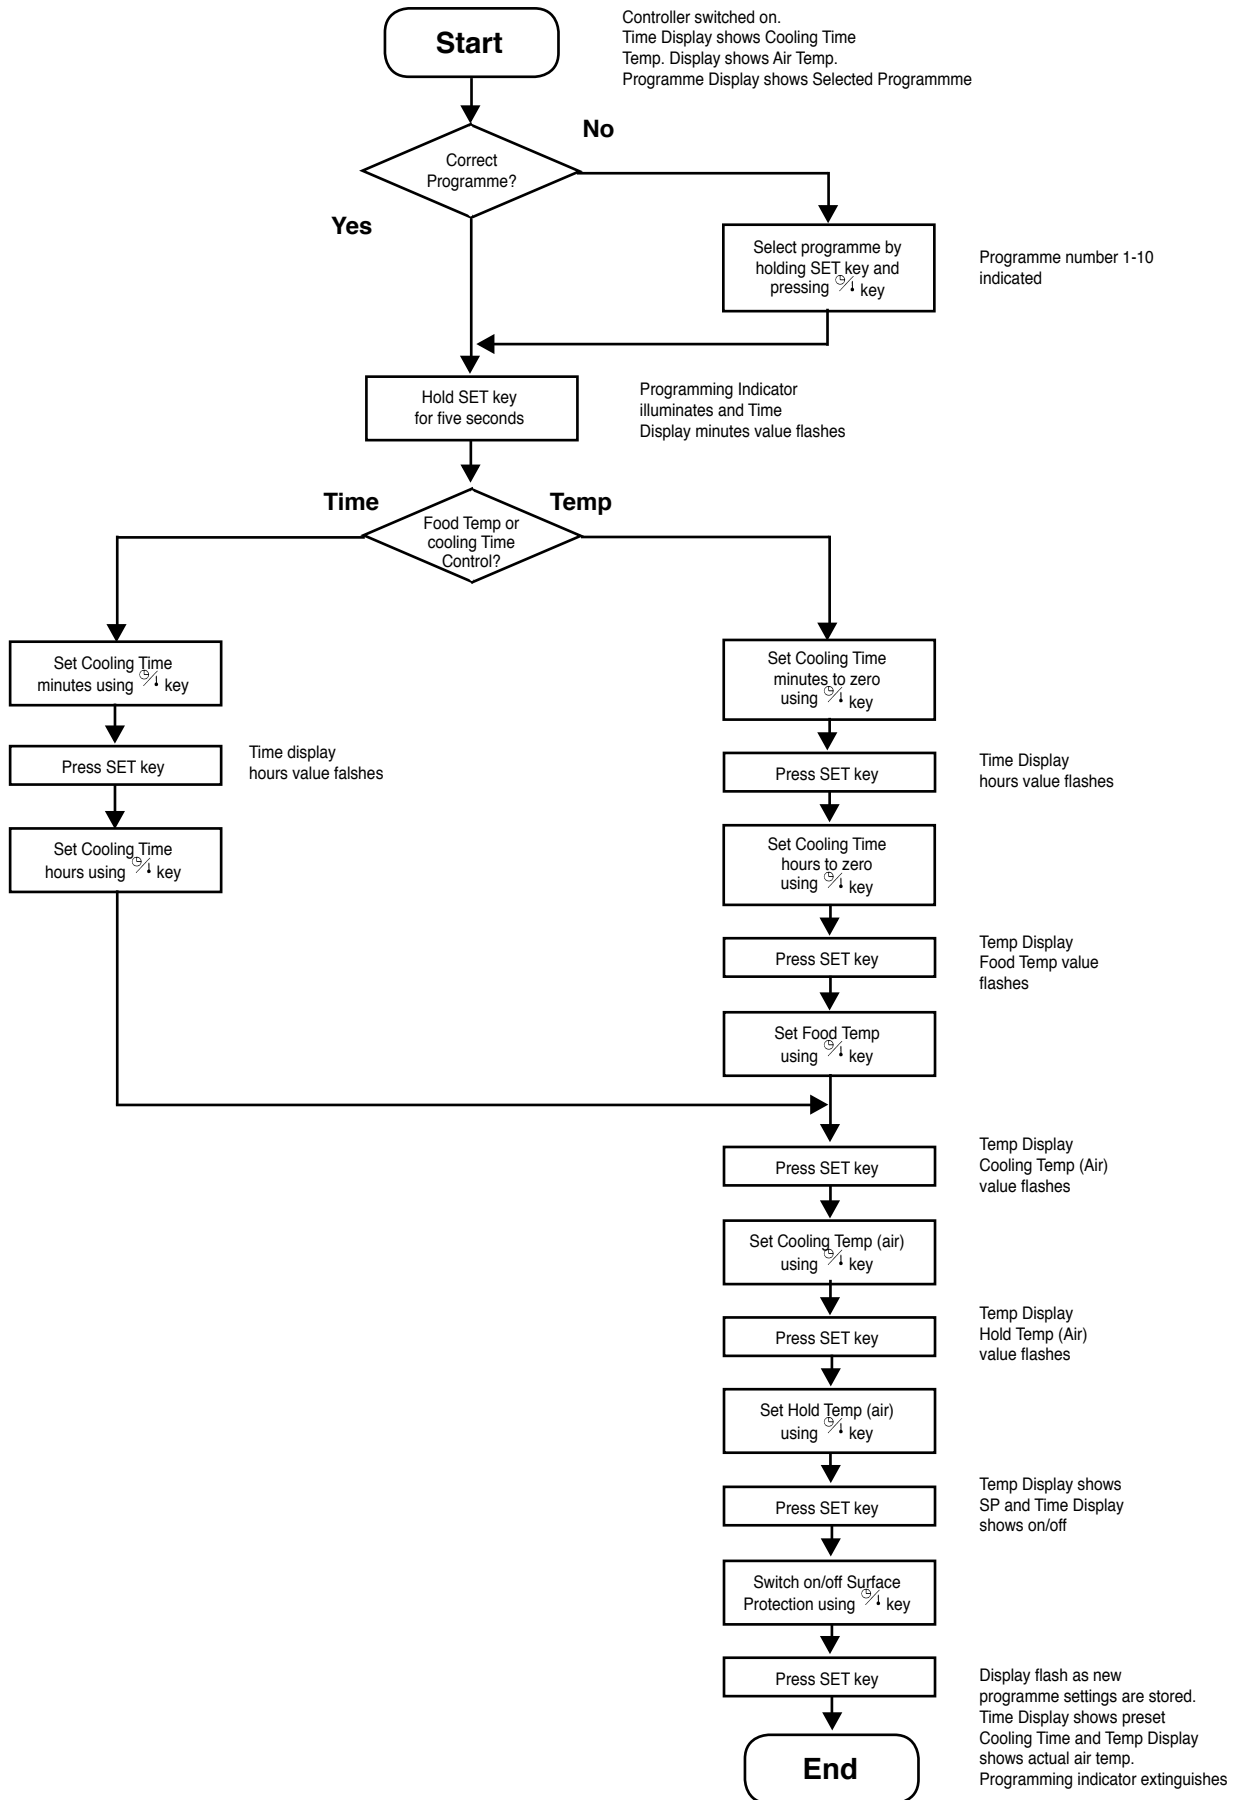 Start
Controller switched on.
Time Display shows Cooling Time
Temp. Display shows Air Temp.
Programme Display shows Selected Programmme
No
Correct
Programme?
Yes
Select programme by
holding SET key and
pressing key
Programme number 1-10
indicated
Hold SET key
for five seconds
Programming Indicator
illuminates and Time
Display minutes value flashes
Time
Temp
Food Temp or
cooling Time
Control?
Set Cooling Time
minutes using key
Set Cooling Time
minutes to zero
using key
Press SET key
Time display
hours value falshes
Press SET key
Time Display
hours value flashes
Set Cooling Time
hours using key
Set Cooling Time
hours to zero
using key
Press SET key
Temp Display
Food Temp value
flashes
Set Food Temp
using key
Press SET key
Temp Display
Cooling Temp (Air)
value flashes
Set Cooling Temp (air)
using key
Press SET key
Temp Display
Hold Temp (Air)
value flashes
Set Hold Temp (air)
using key
Press SET key
Temp Display shows
SP and Time Display
shows on/off
Switch on/off Surface
Protection using key
Press SET key
Display flash as new
programme settings are stored.
Time Display shows preset
Cooling Time and Temp Display
shows actual air temp.
Programming indicator extinguishes
End